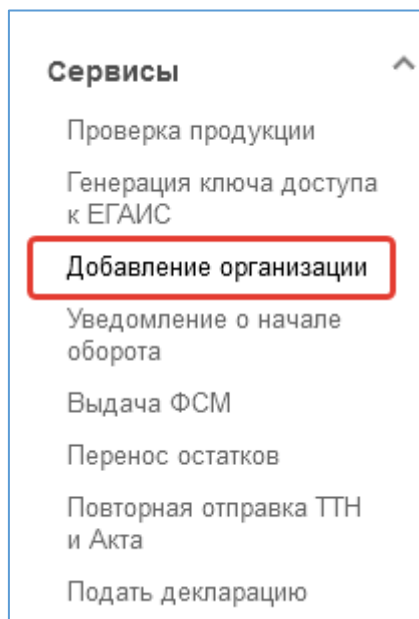 Сервисы
Проверка продукции
Генерация ключа доступа
к ЕГАИС
Добавление организации
Уведомление о начале
оборота
Выдача ФСМ
Перенос остатков
Повторная отправка ТТН
и Акта
Подать декларацию